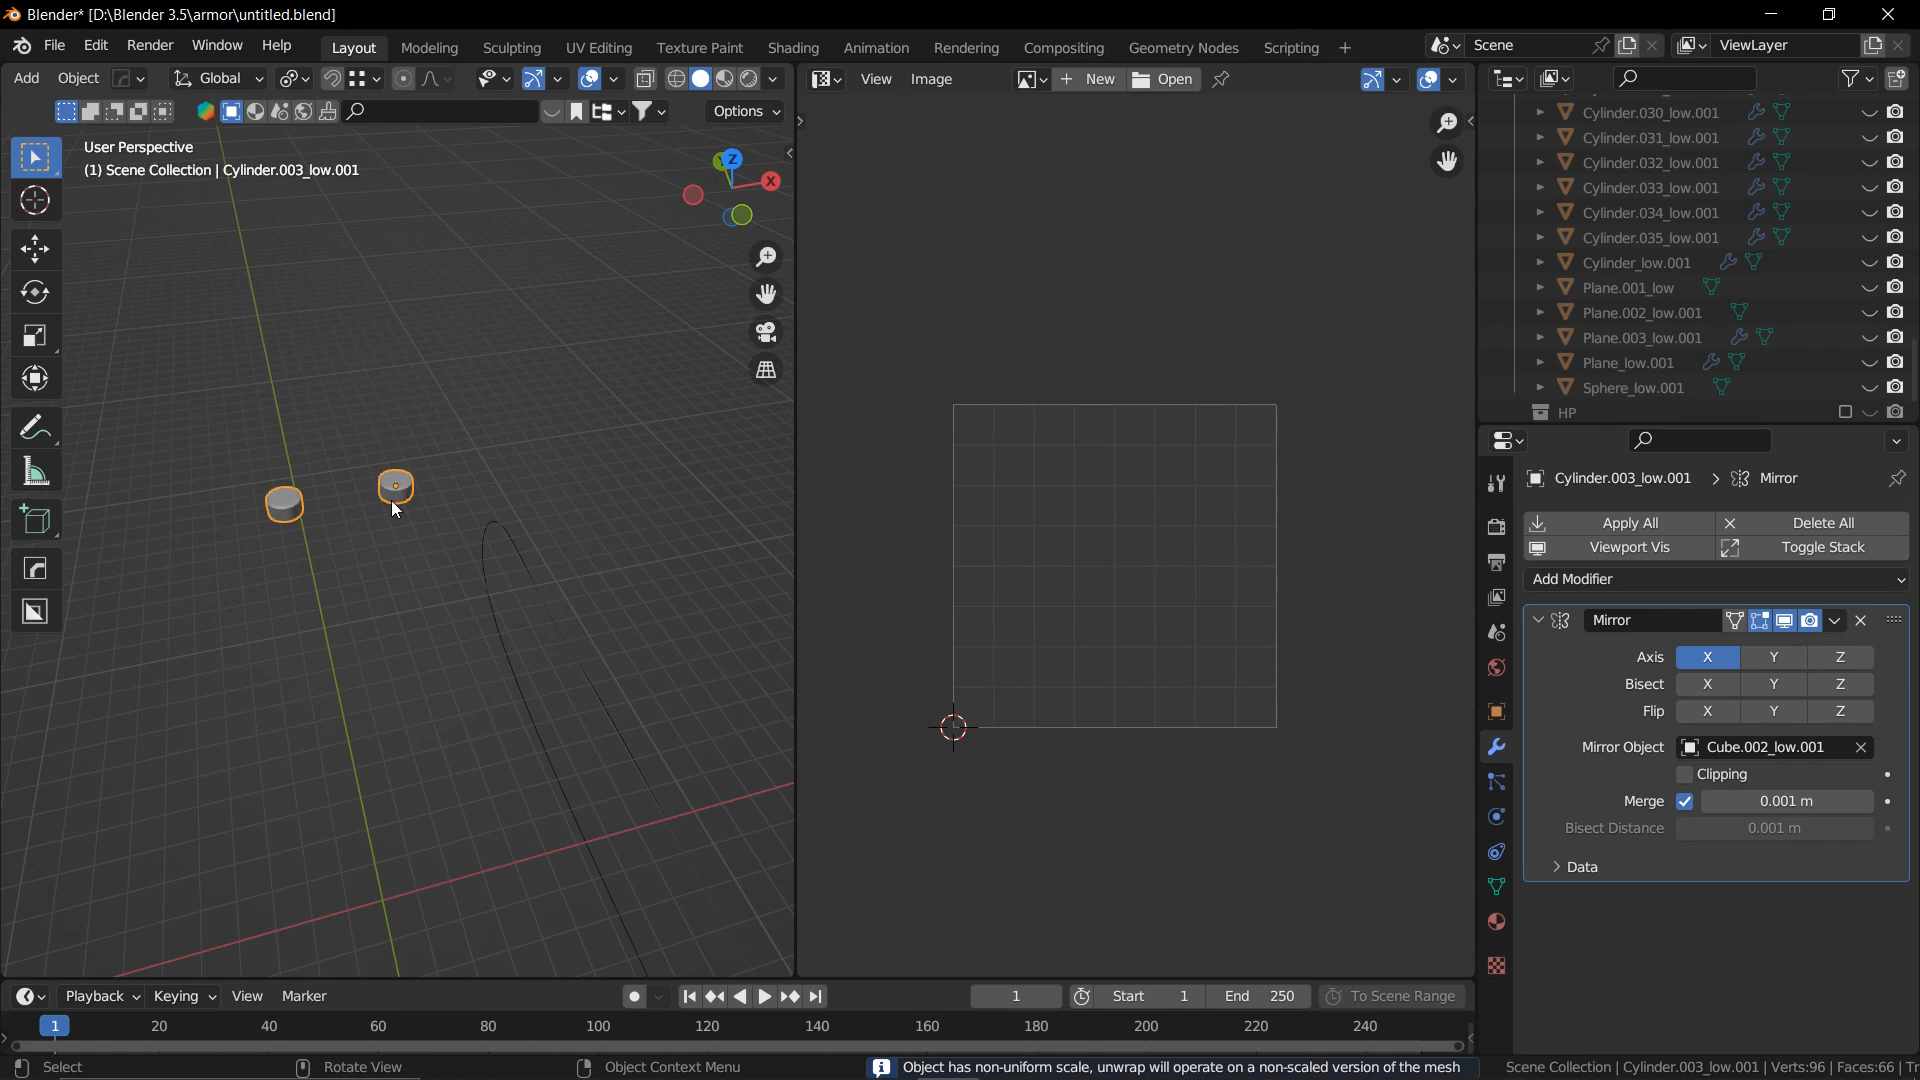 Blender* [D:\Blender 3.5\armor\untitled.blend]
File Edit Render Window Help Layout Modeling Sculpting UV Editing Texture Paint Shading Animation Rendering Compositing Geometry Nodes Scripting + Scene ViewLayer
Add Object Global View Image + New Open
Options
User Perspective
(1) Scene Collection | Cylinder.003_low.001
Z
Y
X
Cylinder.030_low.001
Cylinder.031_low.001
Cylinder.032_low.001
Cylinder.033_low.001
Cylinder.034_low.001
Cylinder.035_low.001
Cylinder_low.001
Plane.001_low
Plane.002_low.001
Plane.003_low.001
Plane_low.001
Sphere_low.001
HP
Cylinder.003_low.001 > Mirror
Apply All Delete All
Viewport Vis Toggle Stack
Add Modifier
Mirror
Axis X Y Z
Bisect X Y Z
Flip X Y Z
Mirror Object Cube.002_low.001
Clipping
Merge 0.001 m
Bisect Distance 0.001 m
> Data
Playback Keying View Marker 1 Start 1 End 250 To Scene Range
1 20 40 60 80 100 120 140 160 180 200 220 240
Select Rotate View Object Context Menu Object has non-uniform scale, unwrap will operate on a non-scaled version of the mesh Scene Collection | Cylinder.003_low.001 | Verts:96 | Faces:66 | Tr